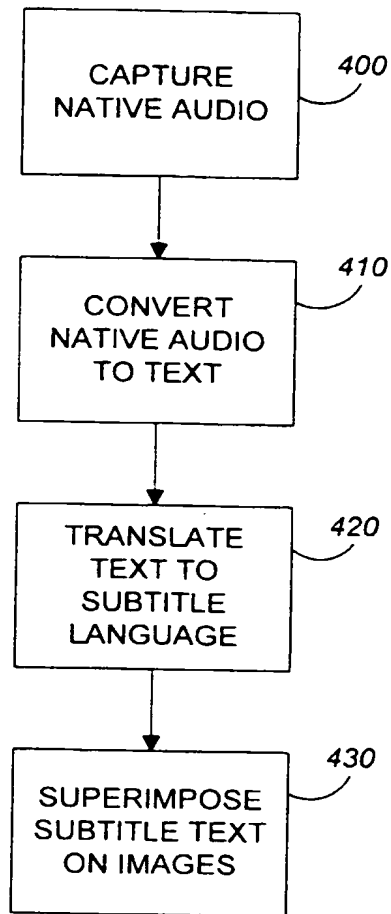 CAPTURE
NATIVE AUDIO
400
CONVERT
NATIVE AUDIO
TO TEXT
410
TRANSLATE
TEXT TO
SUBTITLE
LANGUAGE
420
SUPERIMPOSE
SUBTITLE TEXT
ON IMAGES
430